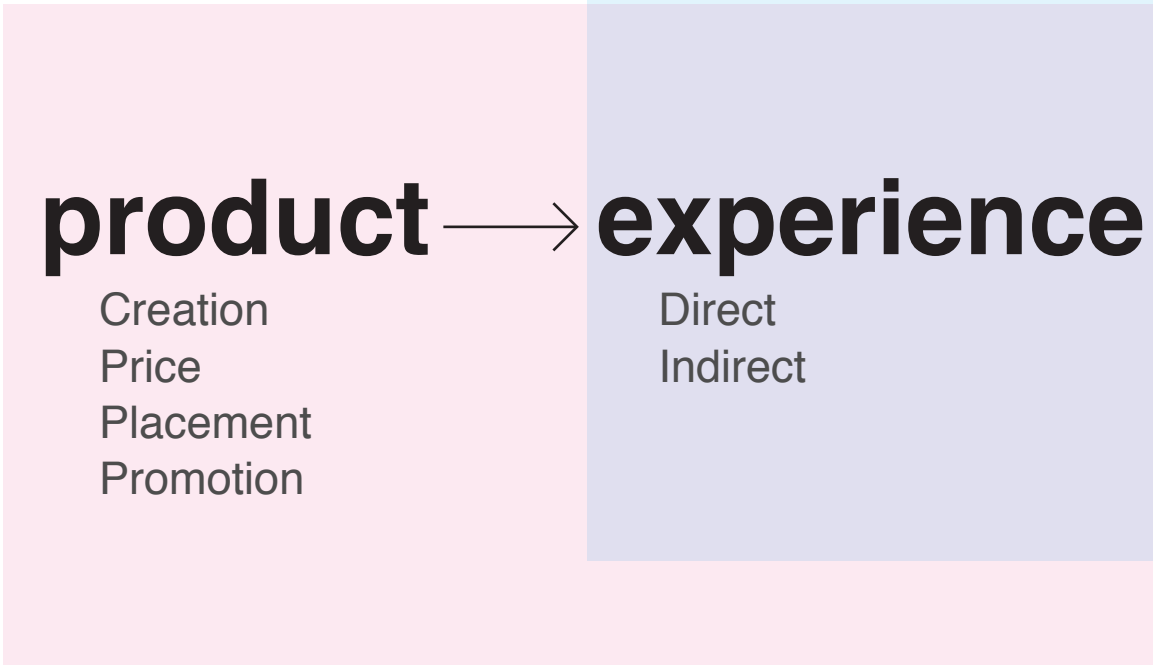 product → experience
Creation
Price
Placement
Promotion
Direct
Indirect